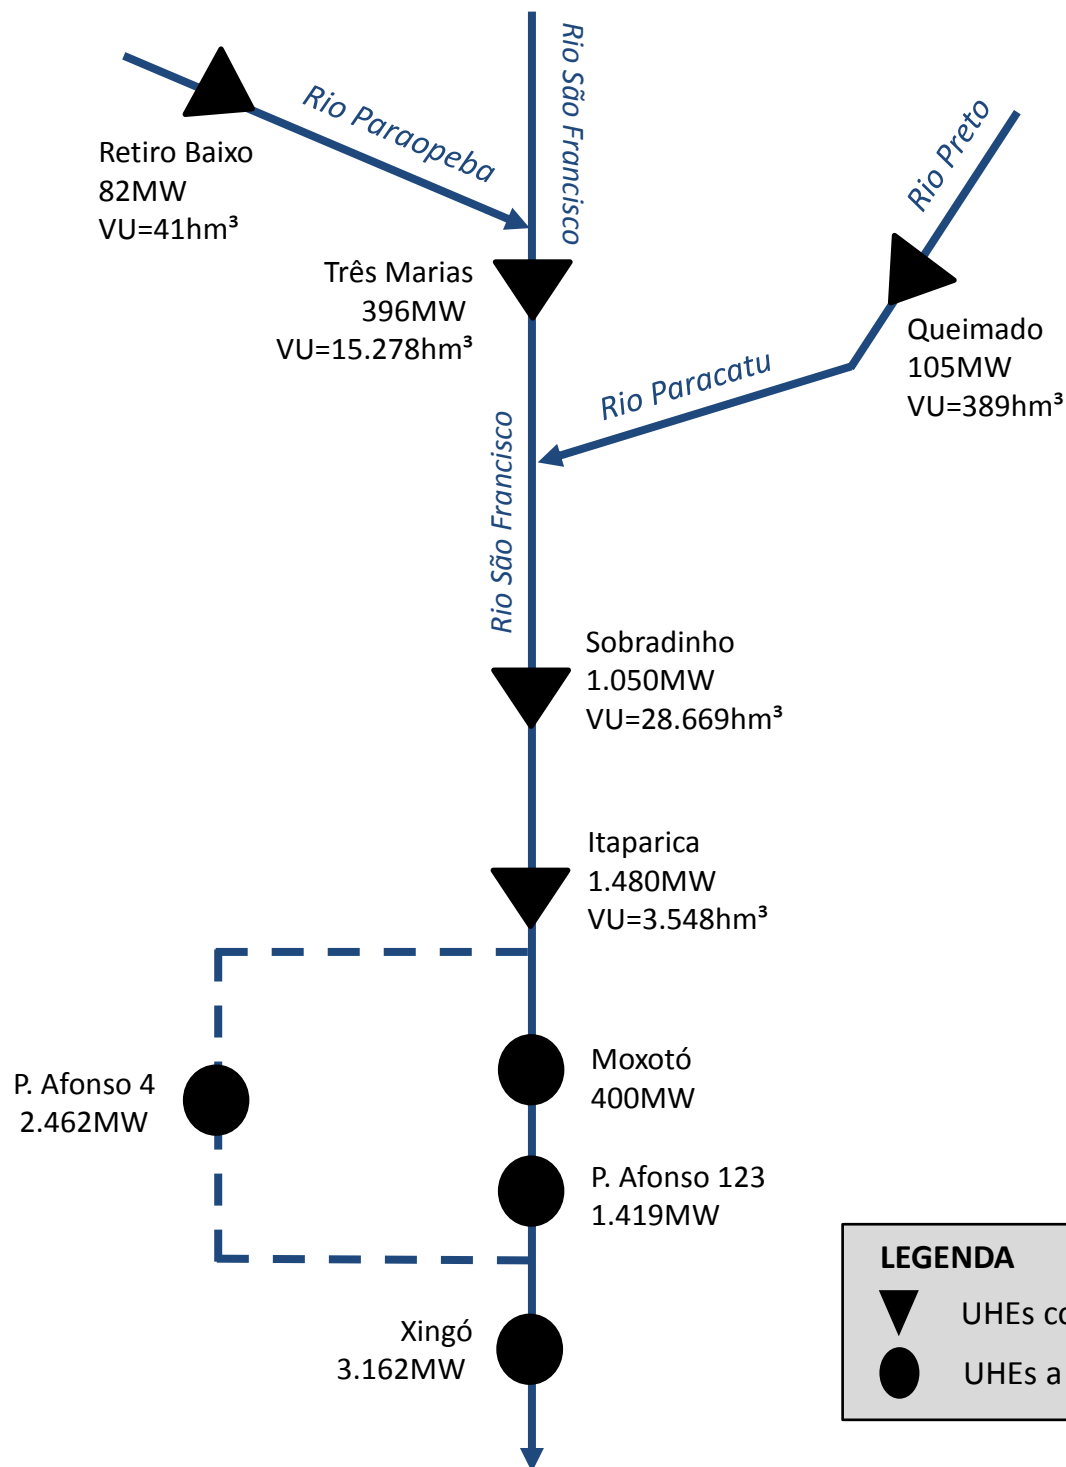 Rio São Francisco
Rio Paraopeba
Rio Preto
Retiro Baixo
82MW
VU=41hm³
Três Marias
396MW
VU=15.278hm³
Queimado
105MW
VU=389hm³
Rio Paracatu
Rio São Francisco
Sobradinho
1.050MW
VU=28.669hm³
Itaparica
1.480MW
VU=3.548hm³
Moxotó
400MW
P. Afonso 4
2.462MW
P. Afonso 123
1.419MW
Xingó
3.162MW
LEGENDA
UHEs
UHEs a